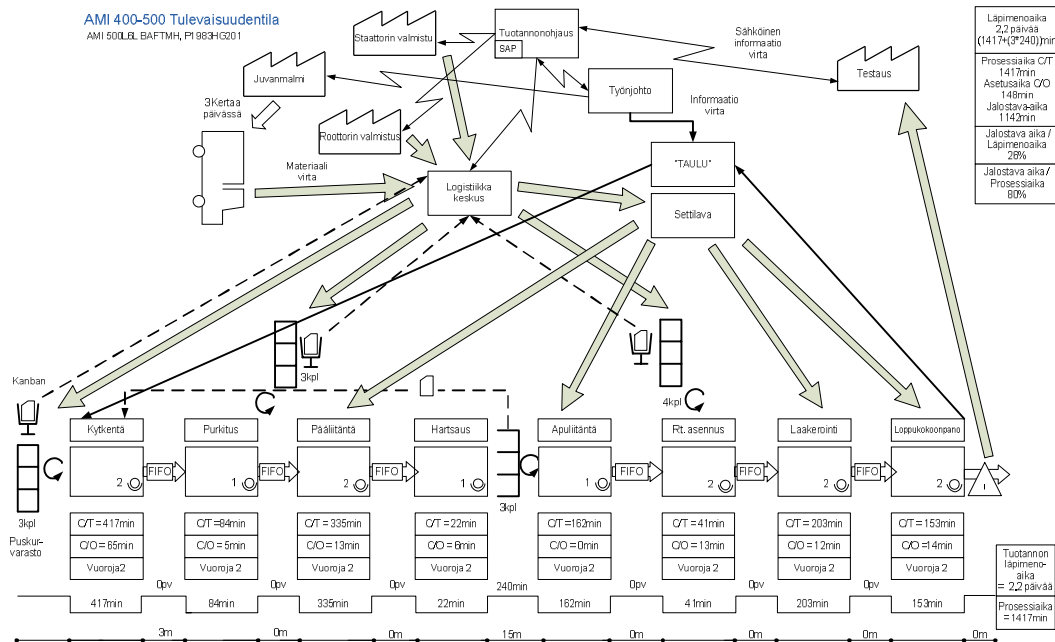 AMI 400-500 Tulevaisuudentila
AMI 500L6L BAFTMH, P1983HG201
Staattorin valmistu
Tuotannonohjaus
SAP
Sähköinen
informaatio
virta
Testaus
Läpimenoaika
2,2 päivää
(1417+(3*240))min
Prosessiaika C/T
1417min
Asetusaika C/O
148min
Jalostava-aika
1142min
Jalostava aika /
Läpimenoaika
26%
Jalostava aika /
Prosessiaika
80%
Juvanmalmi
Työnjohto
Informaatio
virta
3 Kertaa
päivässä
Roottorin valmistus
Materiaali
virta
Logistiikka
keskus
"TAULU"
Settilava
Kanban
3kpl
4kpl
Kytkentä
Purkitus
Pääliitäntä
Hartsaus
Apuliitäntä
Rt. asennus
Laakerointi
Loppukokoonpano
2
FIFO
1
FIFO
2
FIFO
1
1
FIFO
2
FIFO
2
FIFO
2
I
3kpl
3kpl
Puskur-
varasto
C/T = 417min
C/T =84min
C/T = 335min
C/T = 22min
C/T =162min
C/T = 41min
C/T = 203min
C/T = 153min
C/O = 65min
C/O = 5min
C/O = 13min
C/O = 6min
C/O = 0min
C/O = 13min
C/O = 12min
C/O =14min
Vuoroja 2
Vuoroja 2
Vuoroja 2
Vuoroja 2
Vuoroja 2
Vuoroja 2
Vuoroja 2
Vuoroja 2
0pv
0pv
0pv
240min
0pv
0pv
0pv
417min
84min
335min
22min
162min
41min
203min
153min
Tuotannon
läpimeno-
aika
= 2,2 päivää
Prosessiaika
= 1417min
3m
0m
0m
15m
0m
0m
0m
0m